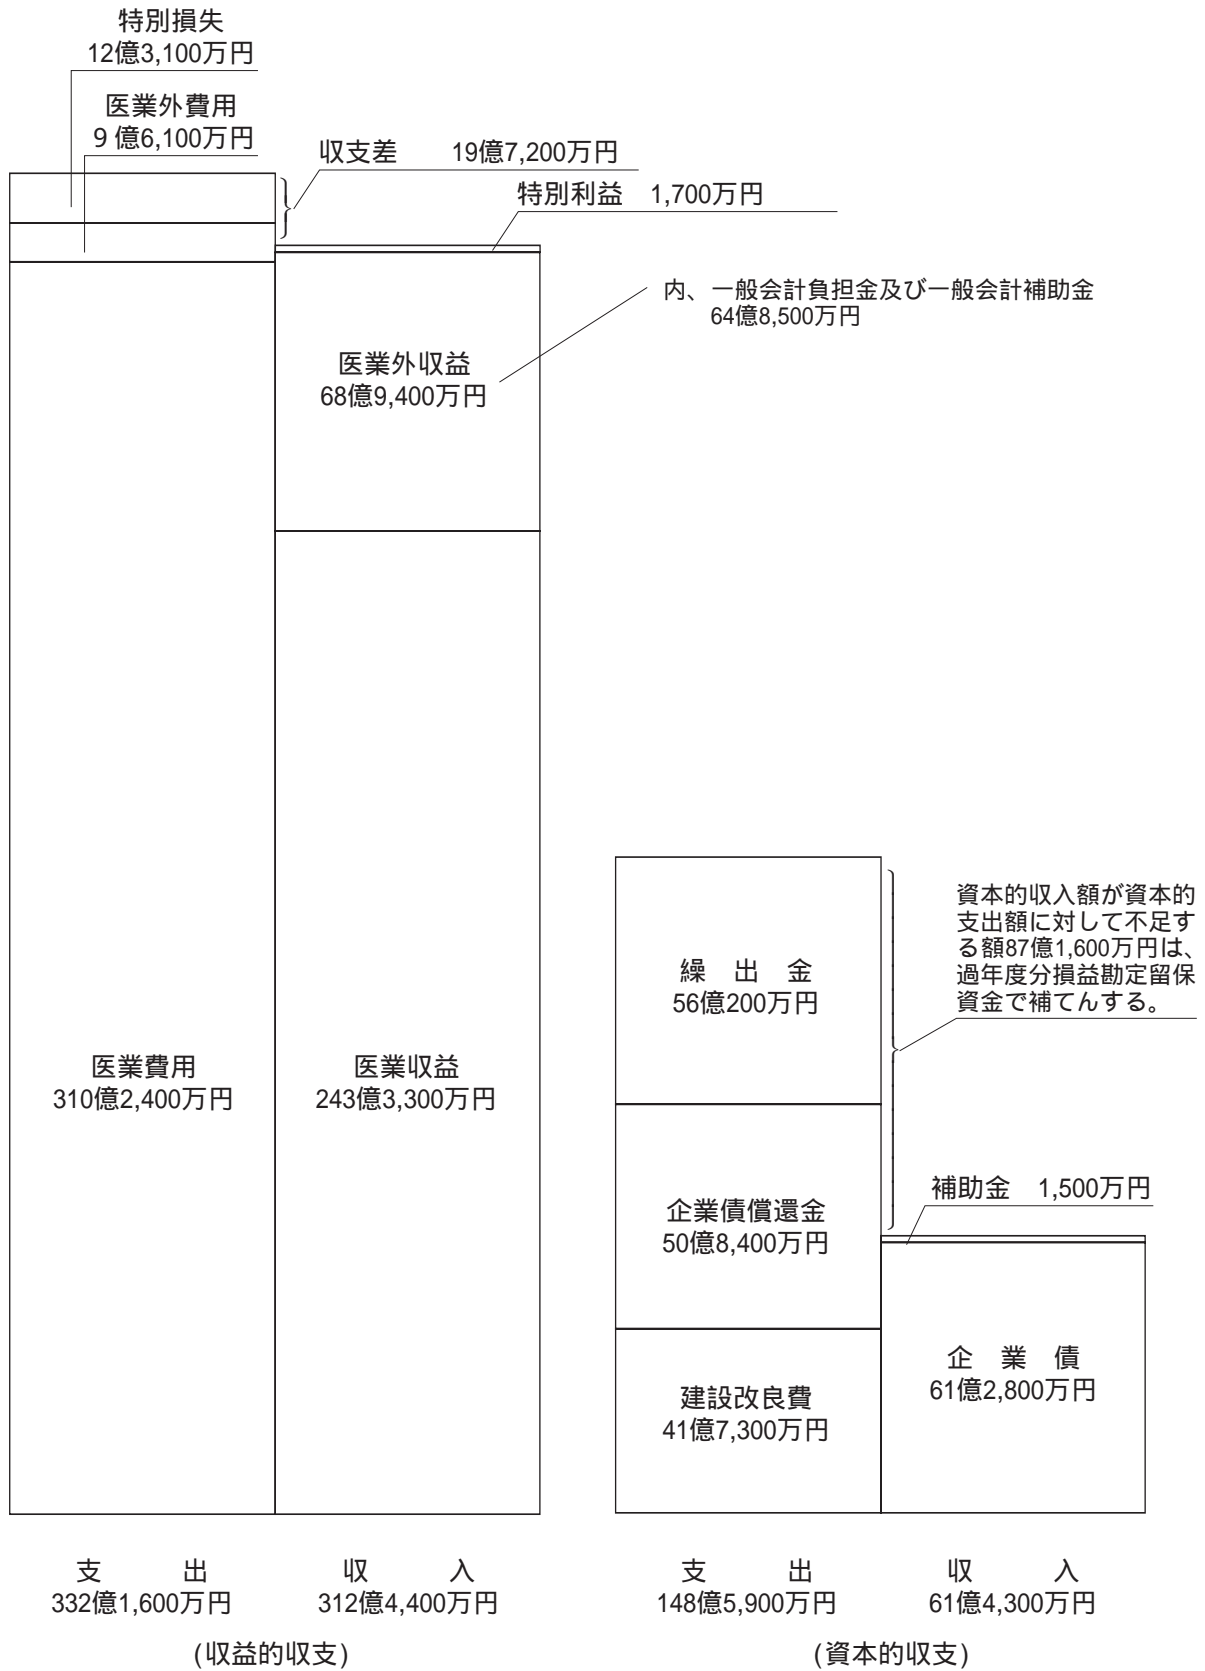 特別損失
12億3,100万円
医業外費用
9億6,100万円
収支差 19億7,200万円
特別利益 1,700万円
内、一般会計負担金及び一般会計補助金
64億8,500万円
医業外収益
68億9,400万円
医業費用
310億2,400万円
医業収益
243億3,300万円
繰出金
56億200万円
資本的収入額が資本的
支出額に対して不足す
る額87億1,600万円は、
過年度分損益勘定留保
資金で補てんする。
企業債償還金
50億8,400万円
補助金 1,500万円
建設改良費
41億7,300万円
企業債
61億2,800万円
支出
332億1,600万円
収入
312億4,400万円
(収益的収支)
支出
148億5,900万円
収入
61億4,300万円
(資本的収支)